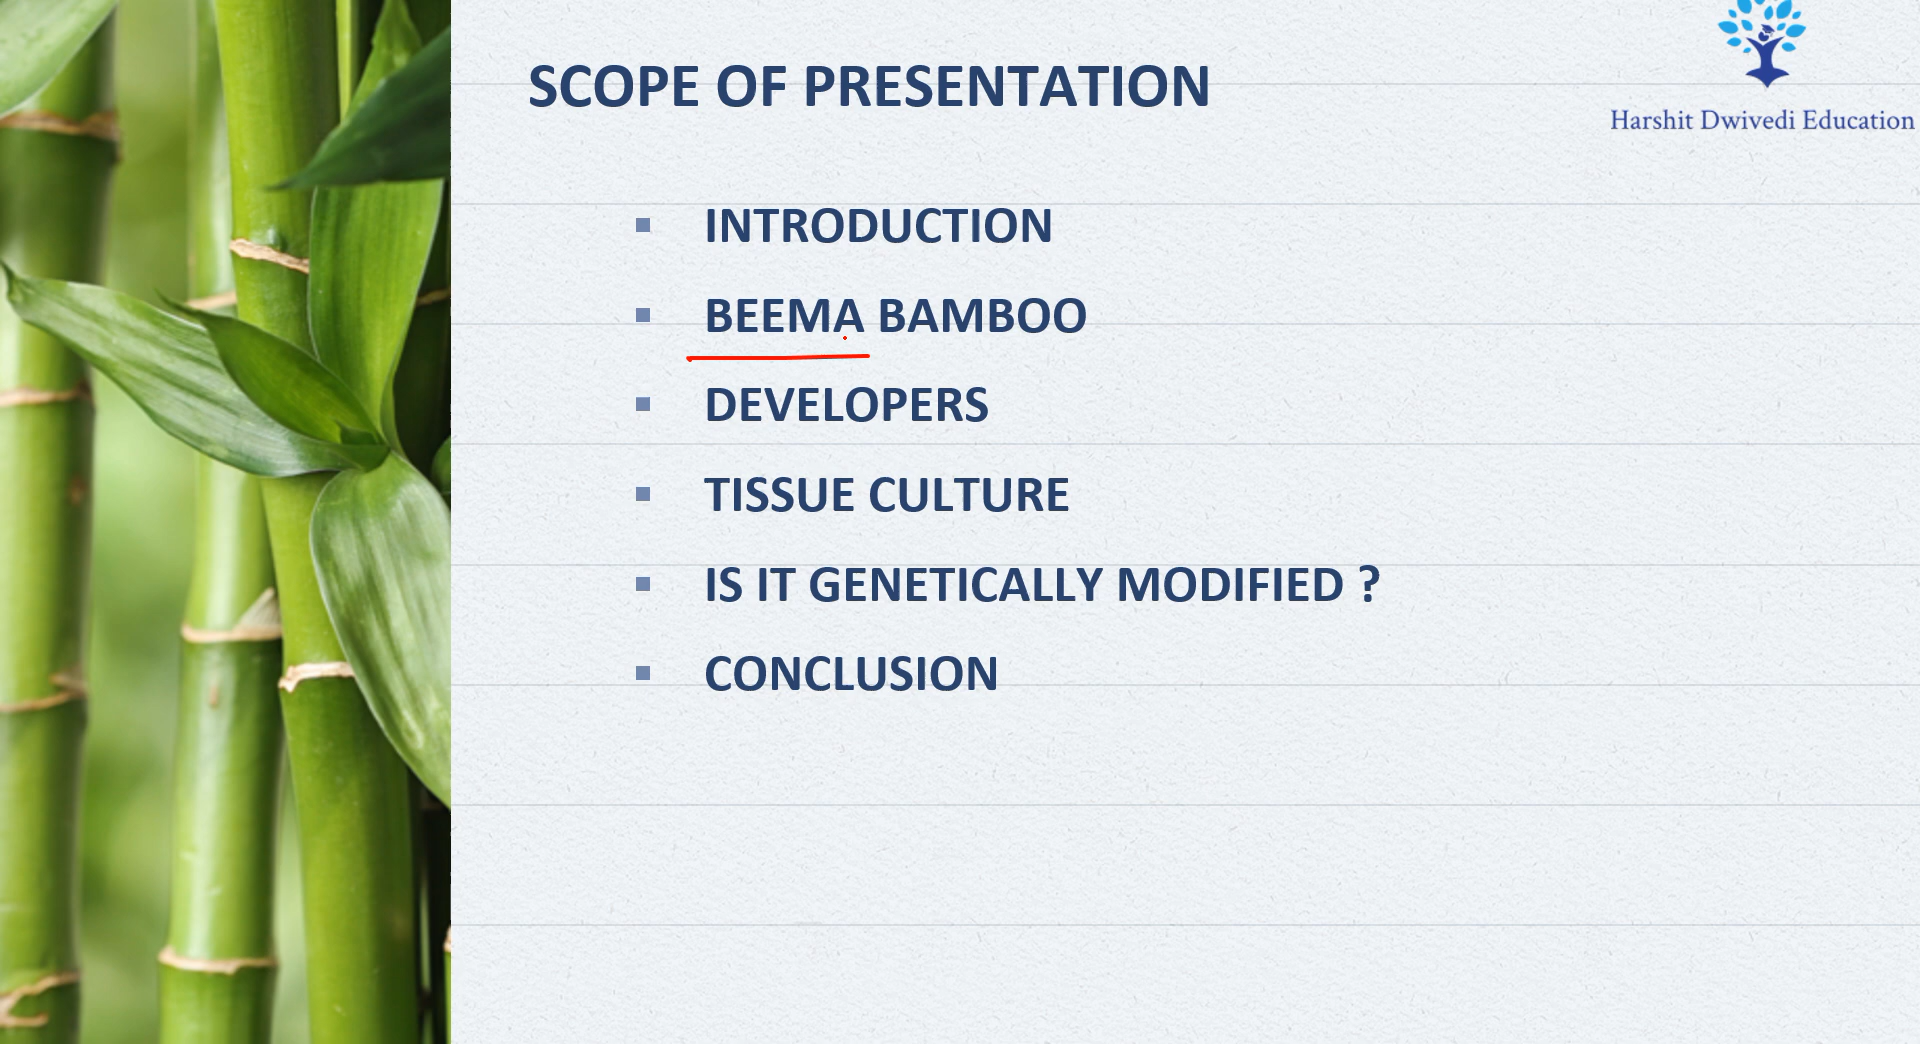 SCOPE OF PRESENTATION
Harshit Dwivedi Education
INTRODUCTION
BEEMA BAMBOO
DEVELOPERS
TISSUE CULTURE
IS IT GENETICALLY MODIFIED ?
CONCLUSION